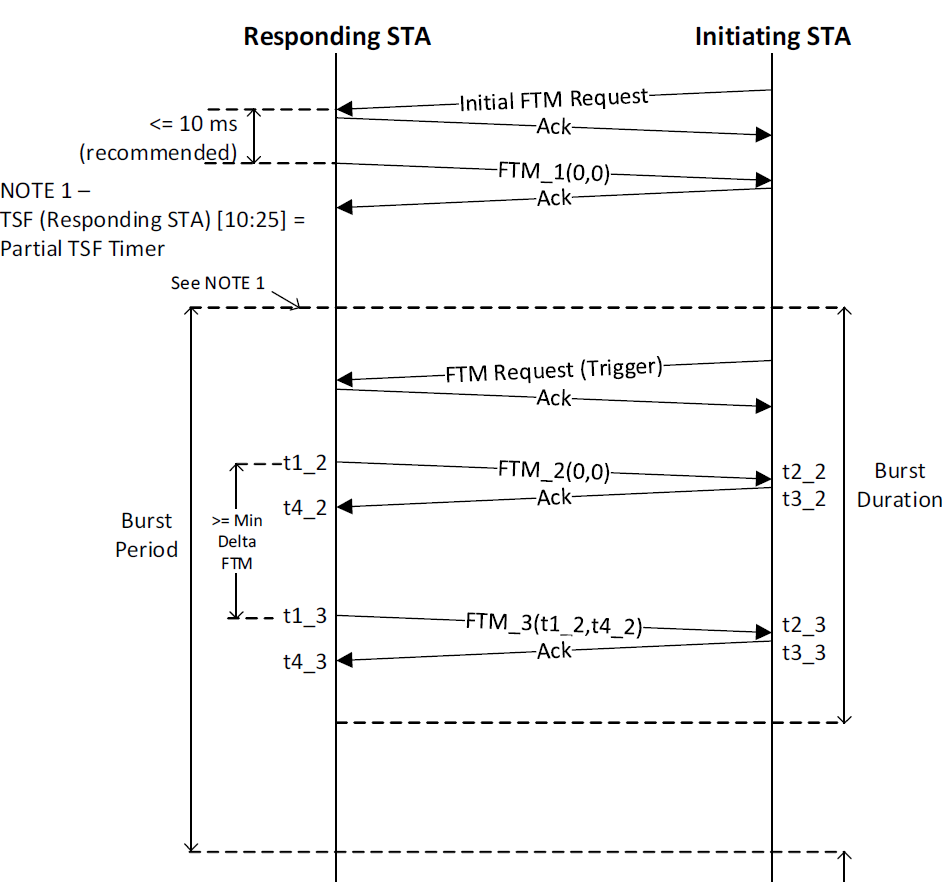 Responding STA
Initiating STA
Initial FTM Request
<= 10 ms
(recommended)
Ack
FTM_1(0,0)
Ack
NOTE 1 –
TSF (Responding STA) [10:25] =
Partial TSF Timer
See NOTE 1
FTM Request (Trigger)
Ack
t1_2
FTM_2(0,0)
t2_2
Ack
t3_2
t4_2
Burst
Duration
Burst
Period
>= Min
Delta
FTM
t1_3
FTM_3(t1_2,t4_2)
t2_3
Ack
t3_3
t4_3